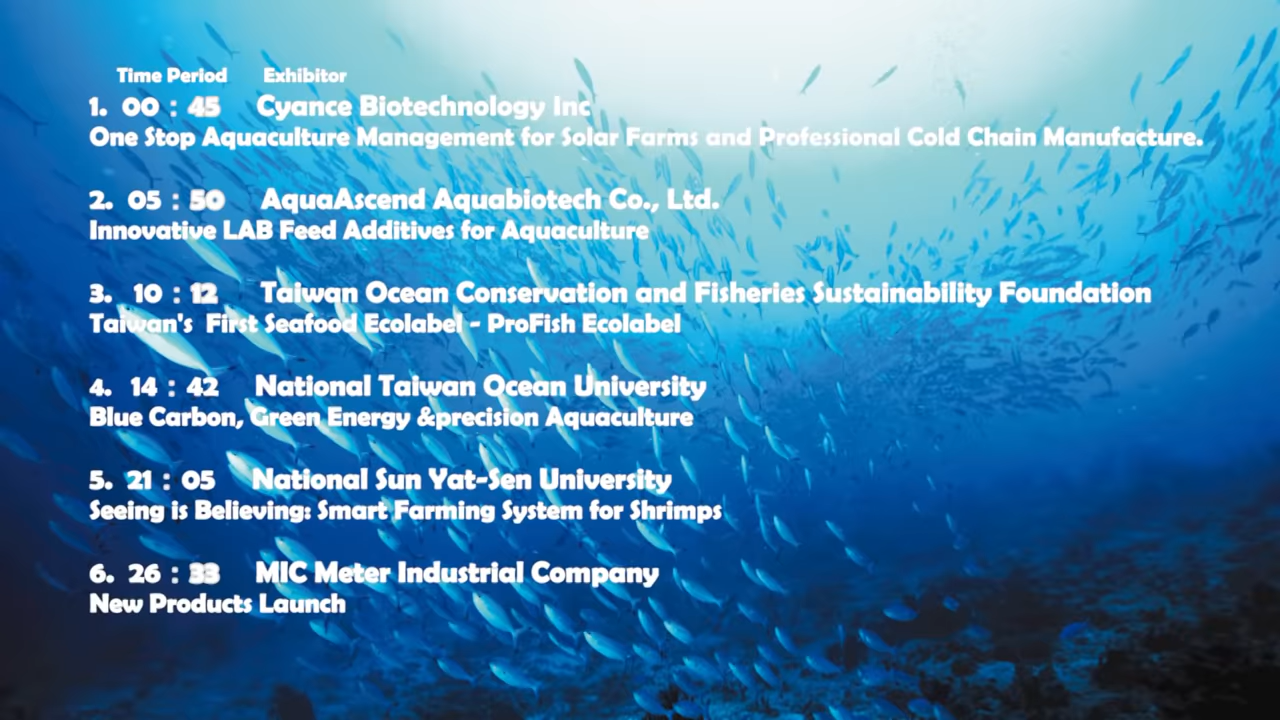 Time Period Exhibitor
1. 00 : 45 Cyance Biotechnology Inc
One Stop Aquaculture Management for Solar Farms and Professional Cold Chain Manufacture.
2. 05 : 50 AquaAscend Aquabiotech Co., Ltd.
Innovative LAB Feed Additives for Aquaculture
3. 10 : 12 Taiwan Ocean Conservation and Fisheries Sustainability Foundation
Taiwan's First Seafood Ecolabel - ProFish Ecolabel
4. 14 : 42 National Taiwan Ocean University
Blue Carbon, Green Energy &precision Aquaculture
5. 21 : 05 National Sun Yat-Sen University
Seeing is Believing: Smart Farming System for Shrimps
6. 26 : 33 MIC Meter Industrial Company
New Products Launch